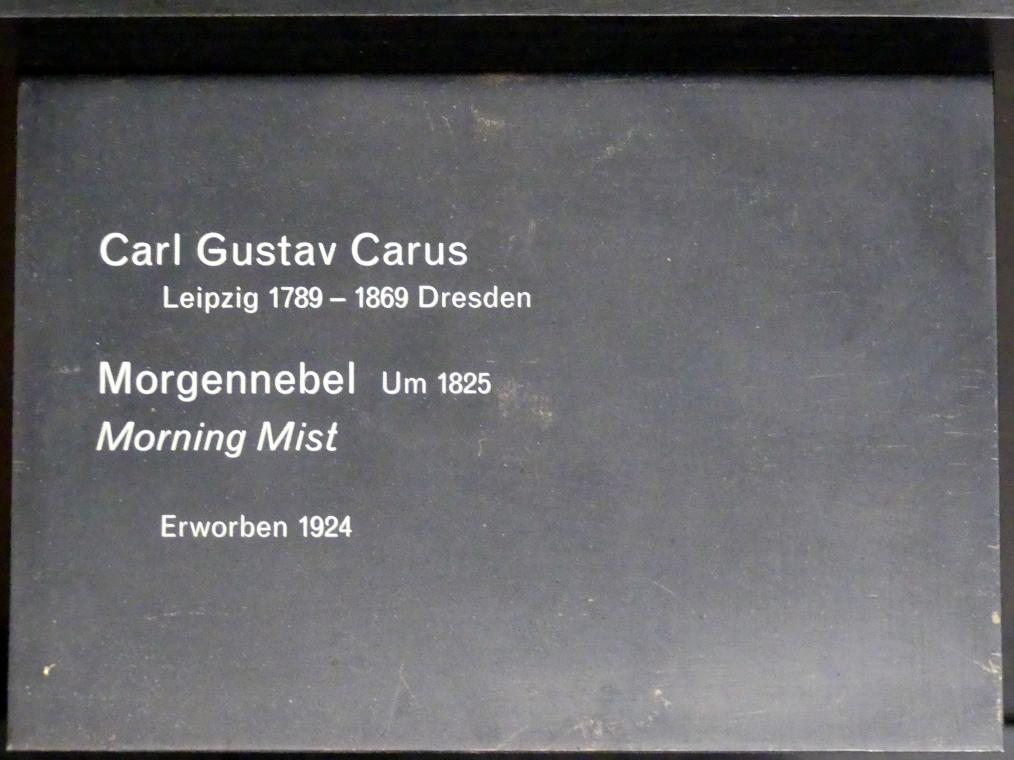 Carl Gustav Carus
Leipzig 1789 – 1869 Dresden
Morgennebel Um 1825
Morning Mist
Erworben 1924